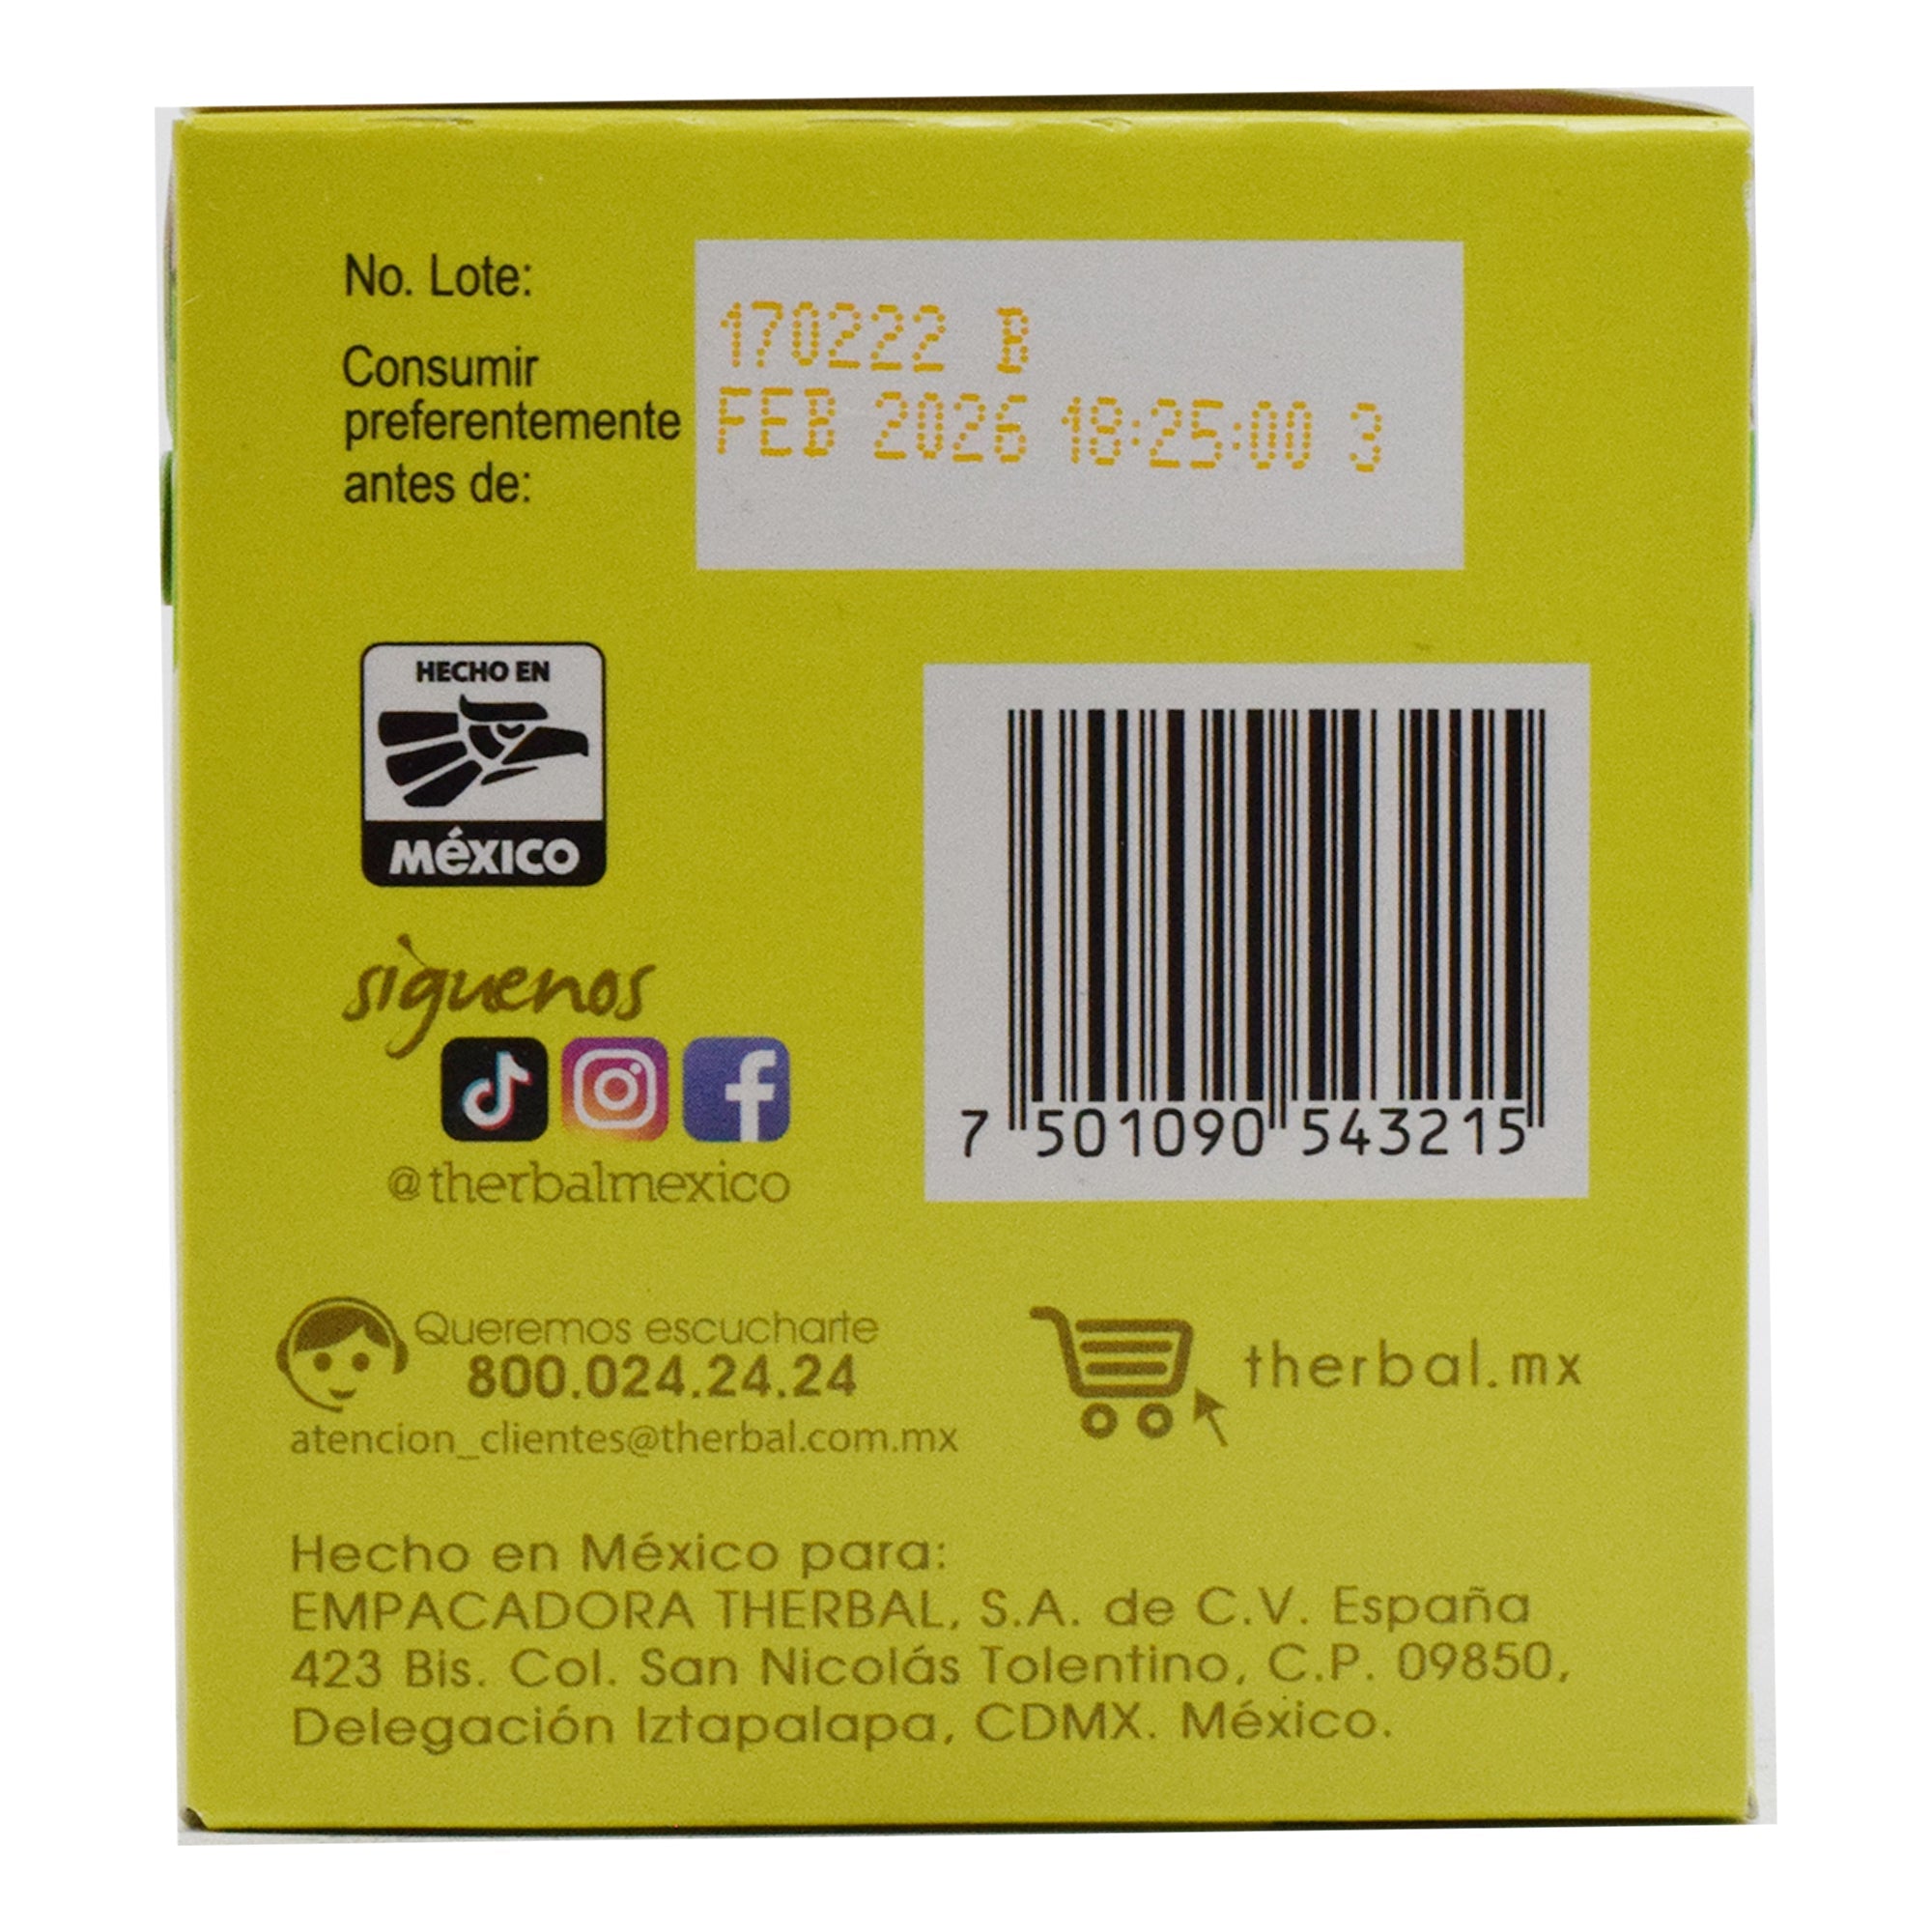 No. Lote:
170222 B
Consumir
preferentemente
antes de:
FEB 2026 18:25:00 3
HECHO EN
MÉXICO
síguenos
@therbalmexico
7 501090 543215
Queremos escucharte
800.024.24.24
atencion_clientes@therbal.com.mx
therbal.mx
Hecho en México para:
EMPACADORA THERBAL, S.A. de C.V. España
423 Bis. Col. San Nicolás Tolentino, C.P. 09850,
Delegación Iztapalapa, CDMX. México.